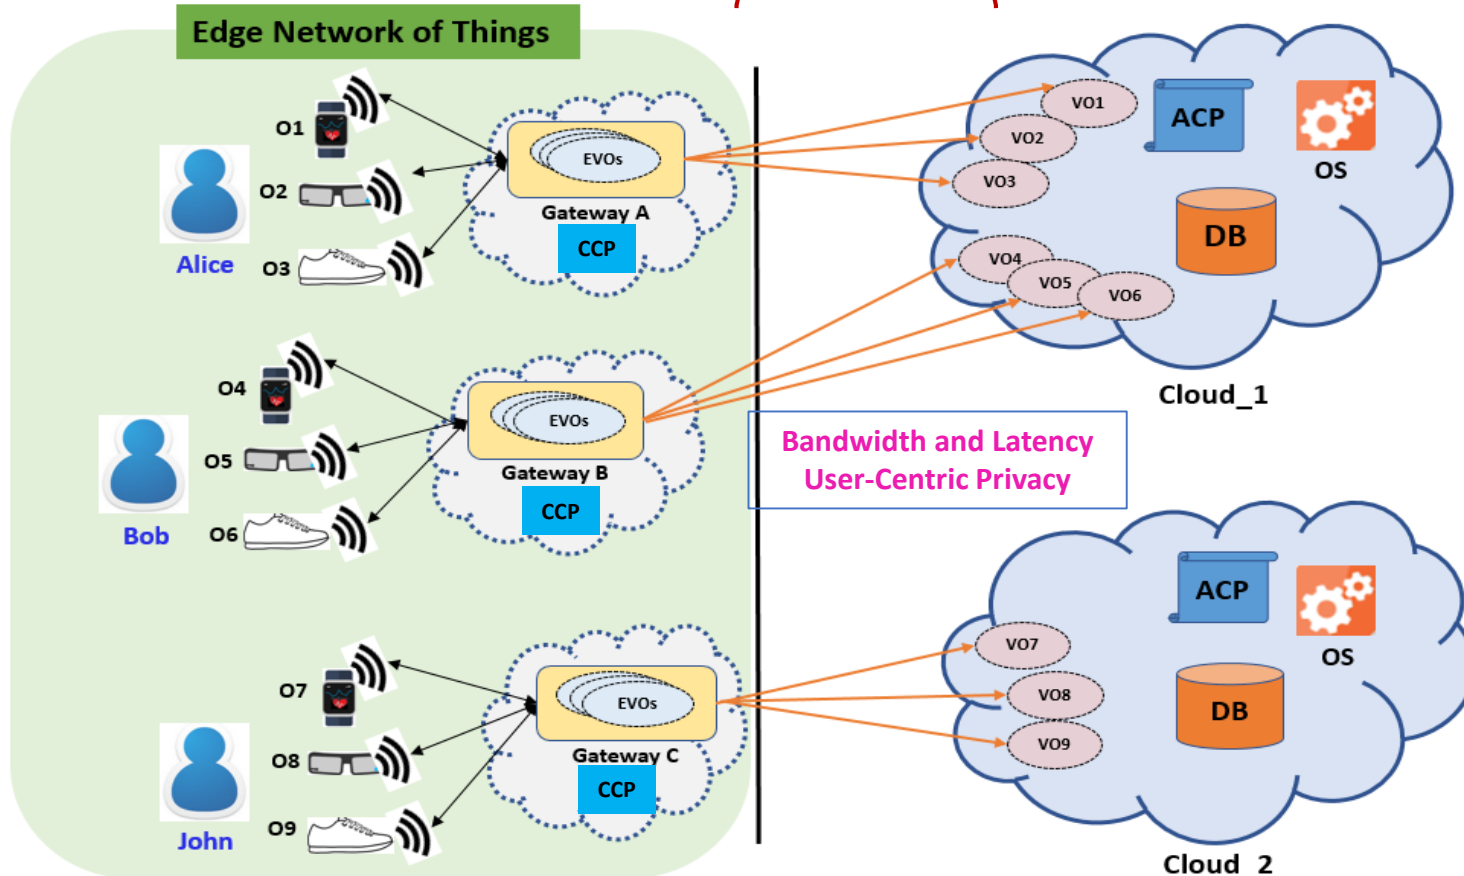 Edge Network of Things
O1
O2
O3
Alice
EVOs
Gateway A
CCP
VO1
VO2
VO3
VO4
VO5
VO6
ACP
OS
DB
Cloud_1
O4
O5
O6
Bob
EVOs
Gateway B
CCP
Bandwidth and Latency
User-Centric Privacy
O7
O8
O9
John
EVOs
Gateway C
CCP
VO7
VO8
VO9
ACP
OS
DB
Cloud_2